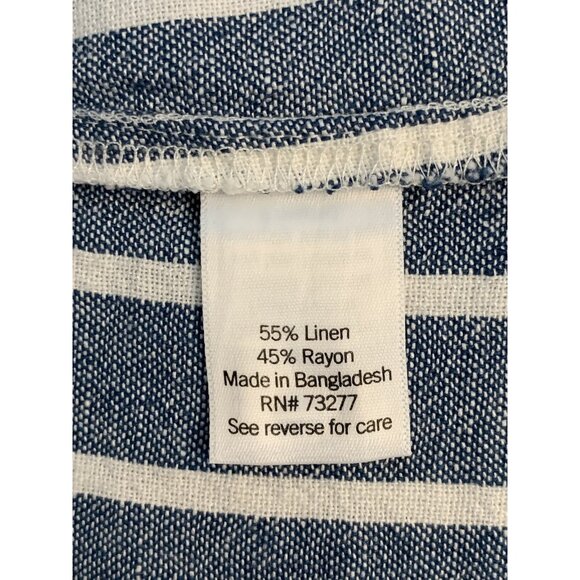 55% Linen
45% Rayon
Made in Bangladesh
RN# 73277
See reverse for care